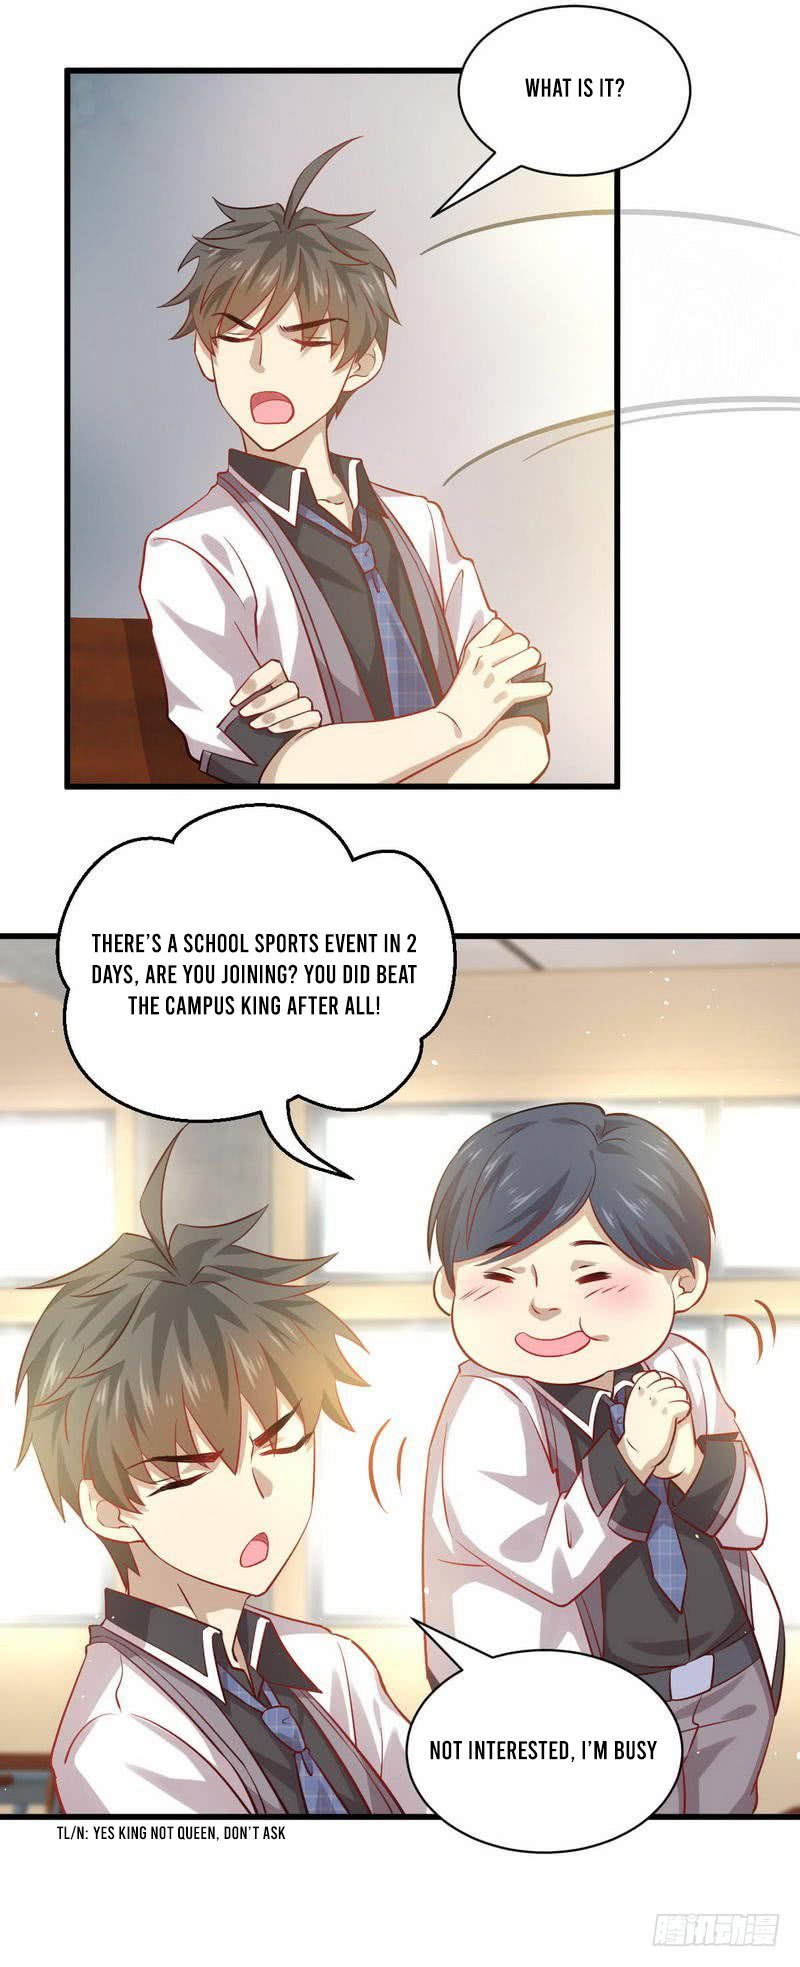 WHAT IS IT?
THERE'S A SCHOOL SPORTS EVENT IN 2
DAYS, ARE YOU JOINING? YOU DID BEAT
THE CAMPUS KING AFTER ALL!
NOT INTERESTED, I'M BUSY
TL/N: YES KING NOT QUEEN, DON'T ASK
腾讯动漫